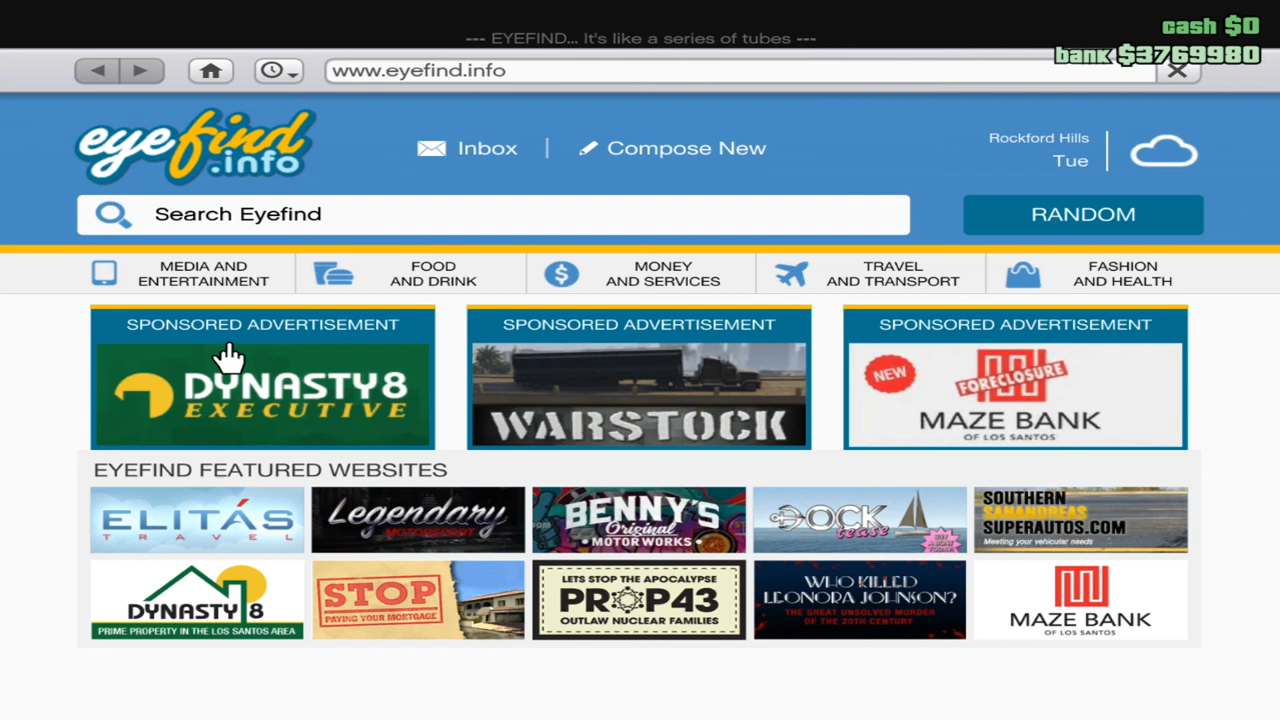 cash $0
--- EYEFIND... It's like a series of tubes ---
bank $3769980
www.eyefind.info
eyefind
.info
Inbox
Compose New
Rockford Hills
Tue
Search Eyefind
RANDOM
MEDIA AND
ENTERTAINMENT
FOOD
AND DRINK
MONEY
AND SERVICES
TRAVEL
AND TRANSPORT
FASHION
AND HEALTH
SPONSORED ADVERTISEMENT
DYNASTY8
EXECUTIVE
SPONSORED ADVERTISEMENT
WARSTOCK
SPONSORED ADVERTISEMENT
NEW
FORECLOSURE
MAZE BANK
OF LOS SANTOS
EYEFIND FEATURED WEBSITES
ELITÁS
TRAVEL
Legendary
MOTORSPORT
BENNY'S
Original
MOTOR WORKS
DOCK
tease
SOUTHERN
SAN ANDREAS
SUPERAUTOS.COM
Meeting your vehicular needs
DYNASTY 8
PRIME PROPERTY IN THE LOS SANTOS AREA
STOP
PAYING YOUR MORTGAGE
LETS STOP THE APOCALYPSE
PROP43
OUTLAW NUCLEAR FAMILIES
WHO KILLED
LEONORA JOHNSON?
THE GREAT UNSOLVED MURDER
OF THE 20TH CENTURY
MAZE BANK
OF LOS SANTOS